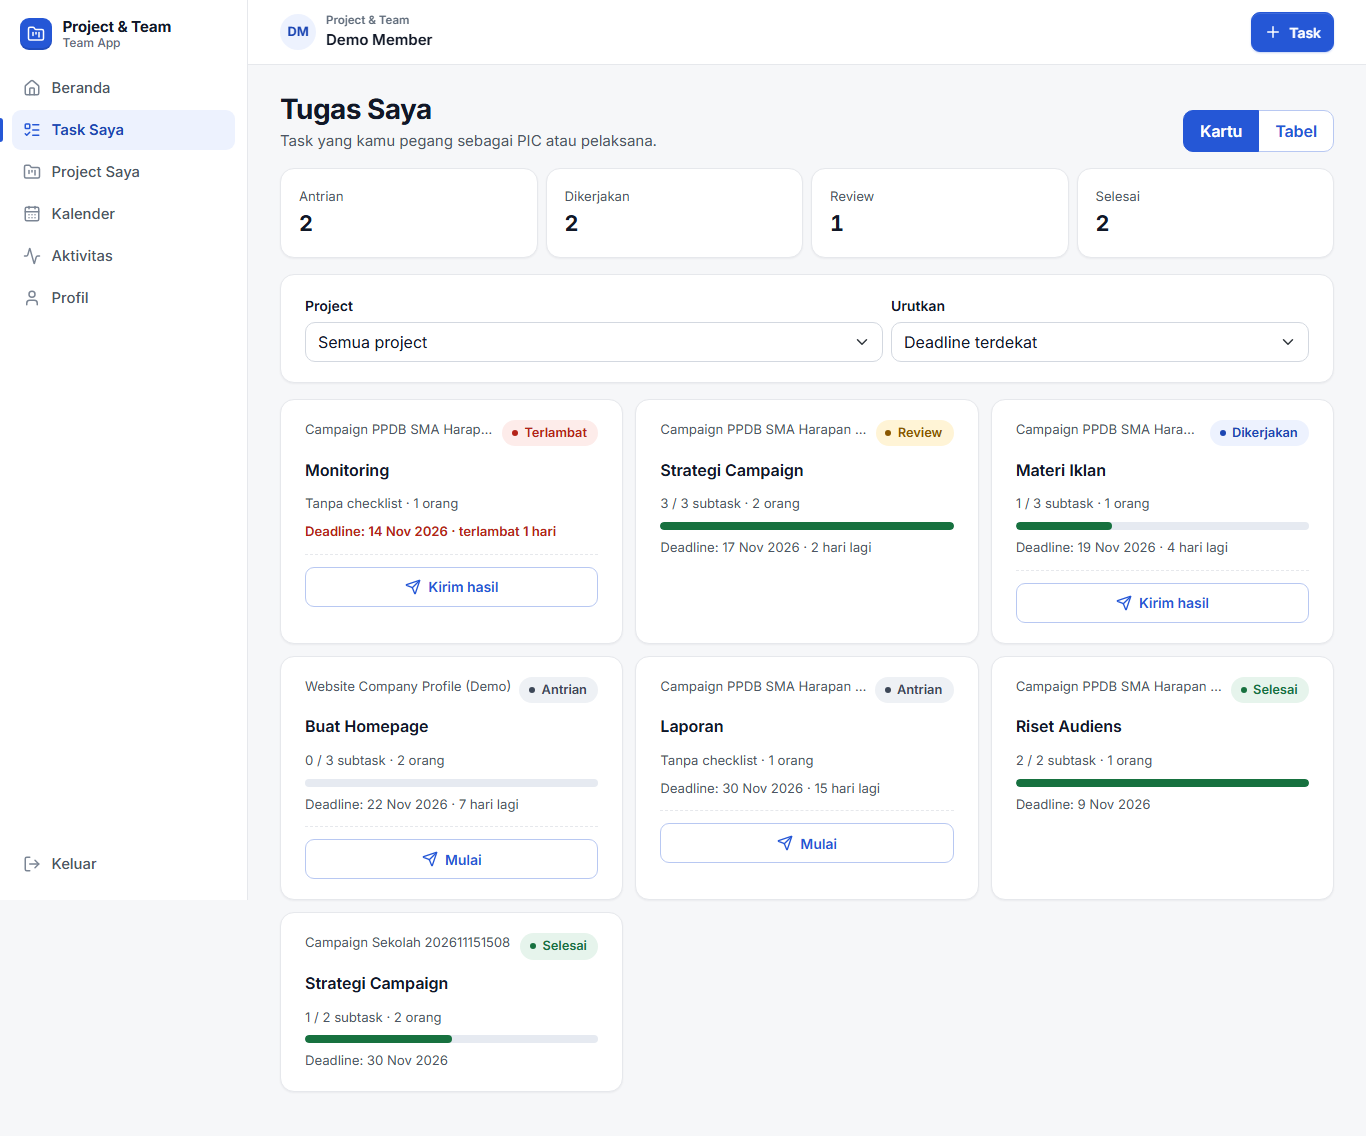 Project & Team
Team App
Beranda
Task Saya
Project Saya
Kalender
Aktivitas
Profil
Keluar
DM
Project & Team
Demo Member
Task
Tugas Saya
Task yang kamu pegang sebagai PIC atau pelaksana.
Kartu
Tabel
Antrian
2
Dikerjakan
2
Review
1
Selesai
2
Project
Semua project
Urutkan
Deadline terdekat
Campaign PPDB SMA Harap...
Terlambat
Monitoring
Tanpa checklist · 1 orang
Deadline: 14 Nov 2026 · terlambat 1 hari
Kirim hasil
Campaign PPDB SMA Harapan ...
Review
Strategi Campaign
3 / 3 subtask · 2 orang
Deadline: 17 Nov 2026 · 2 hari lagi
Campaign PPDB SMA Hara...
Dikerjakan
Materi Iklan
1 / 3 subtask · 1 orang
Deadline: 19 Nov 2026 · 4 hari lagi
Kirim hasil
Website Company Profile (Demo)
Antrian
Buat Homepage
0 / 3 subtask · 2 orang
Deadline: 22 Nov 2026 · 7 hari lagi
Mulai
Campaign PPDB SMA Harapan ...
Antrian
Laporan
Tanpa checklist · 1 orang
Deadline: 30 Nov 2026 · 15 hari lagi
Mulai
Campaign PPDB SMA Harapan ...
Selesai
Riset Audiens
2 / 2 subtask · 1 orang
Deadline: 9 Nov 2026
Campaign Sekolah 202611151508
Selesai
Strategi Campaign
1 / 2 subtask · 2 orang
Deadline: 30 Nov 2026